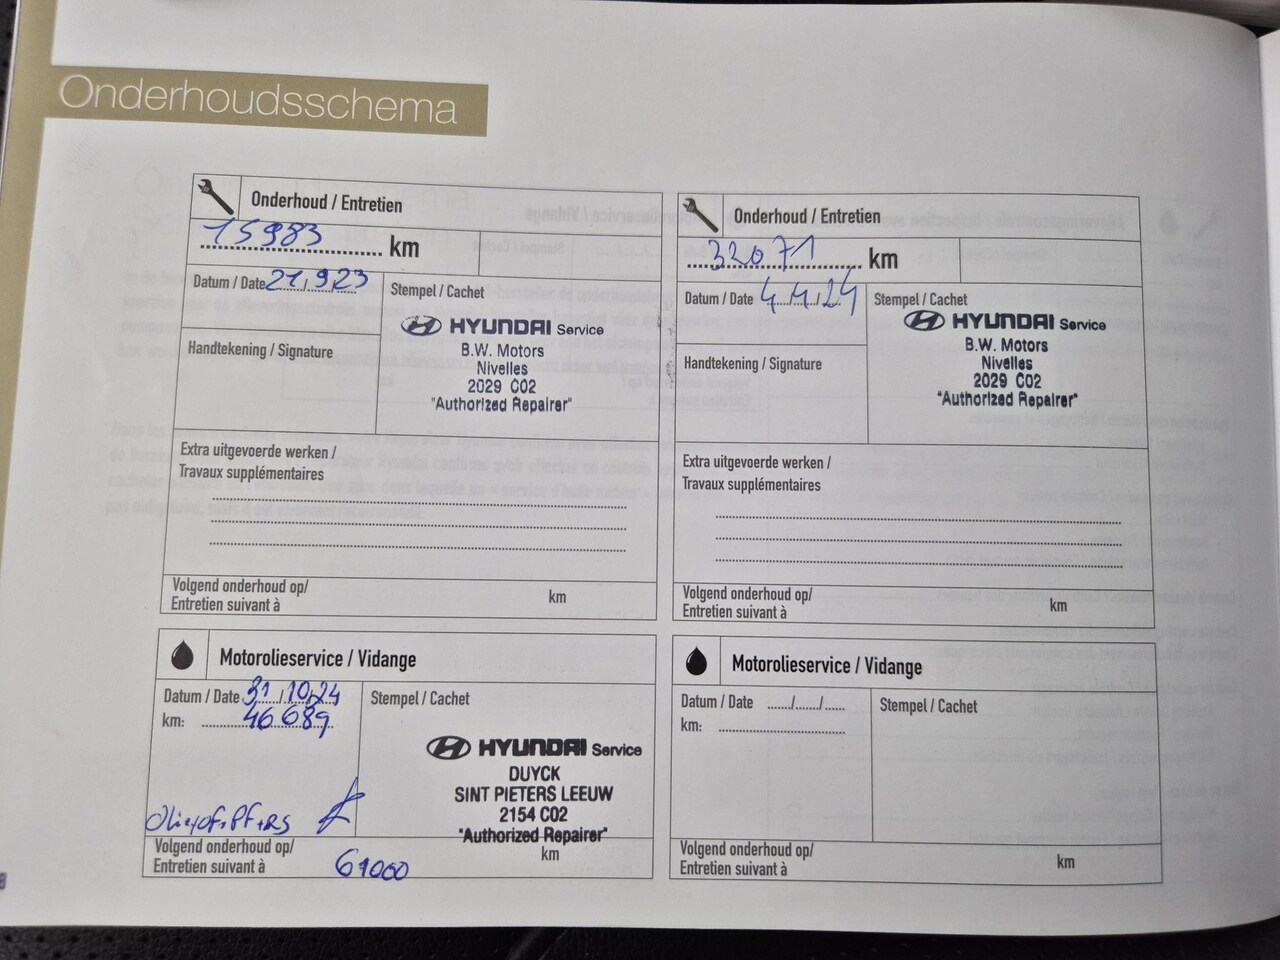 Onderhoudsschema
Onderhoud / Entretien
15983 km
Datum / Date 21/9/23
Stempel / Cachet
HYUNDAI Service
B.W. Motors
Nivelles
2029 C02
"Authorized Repairer"
Handtekening / Signature
Extra uitgevoerde werken /
Travaux supplémentaires
Volgend onderhoud op/
Entretien suivant à
km
Onderhoud / Entretien
32071 km
Datum / Date 4/4/24
Stempel / Cachet
HYUNDAI Service
B.W. Motors
Nivelles
2029 C02
"Authorized Repairer"
Handtekening / Signature
Extra uitgevoerde werken /
Travaux supplémentaires
Volgend onderhoud op/
Entretien suivant à
km
Motorolieservice / Vidange
Datum / Date 31/10/24
km: 46689
Stempel / Cachet
HYUNDAI Service
DUYCK
SINT PIETERS LEEUW
2154 C02
"Authorized Repairer"
Volgend onderhoud op/
Entretien suivant à 61000
km
Motorolieservice / Vidange
Datum / Date ...../...../.....
km:
Stempel / Cachet
Volgend onderhoud op/
Entretien suivant à
km
8